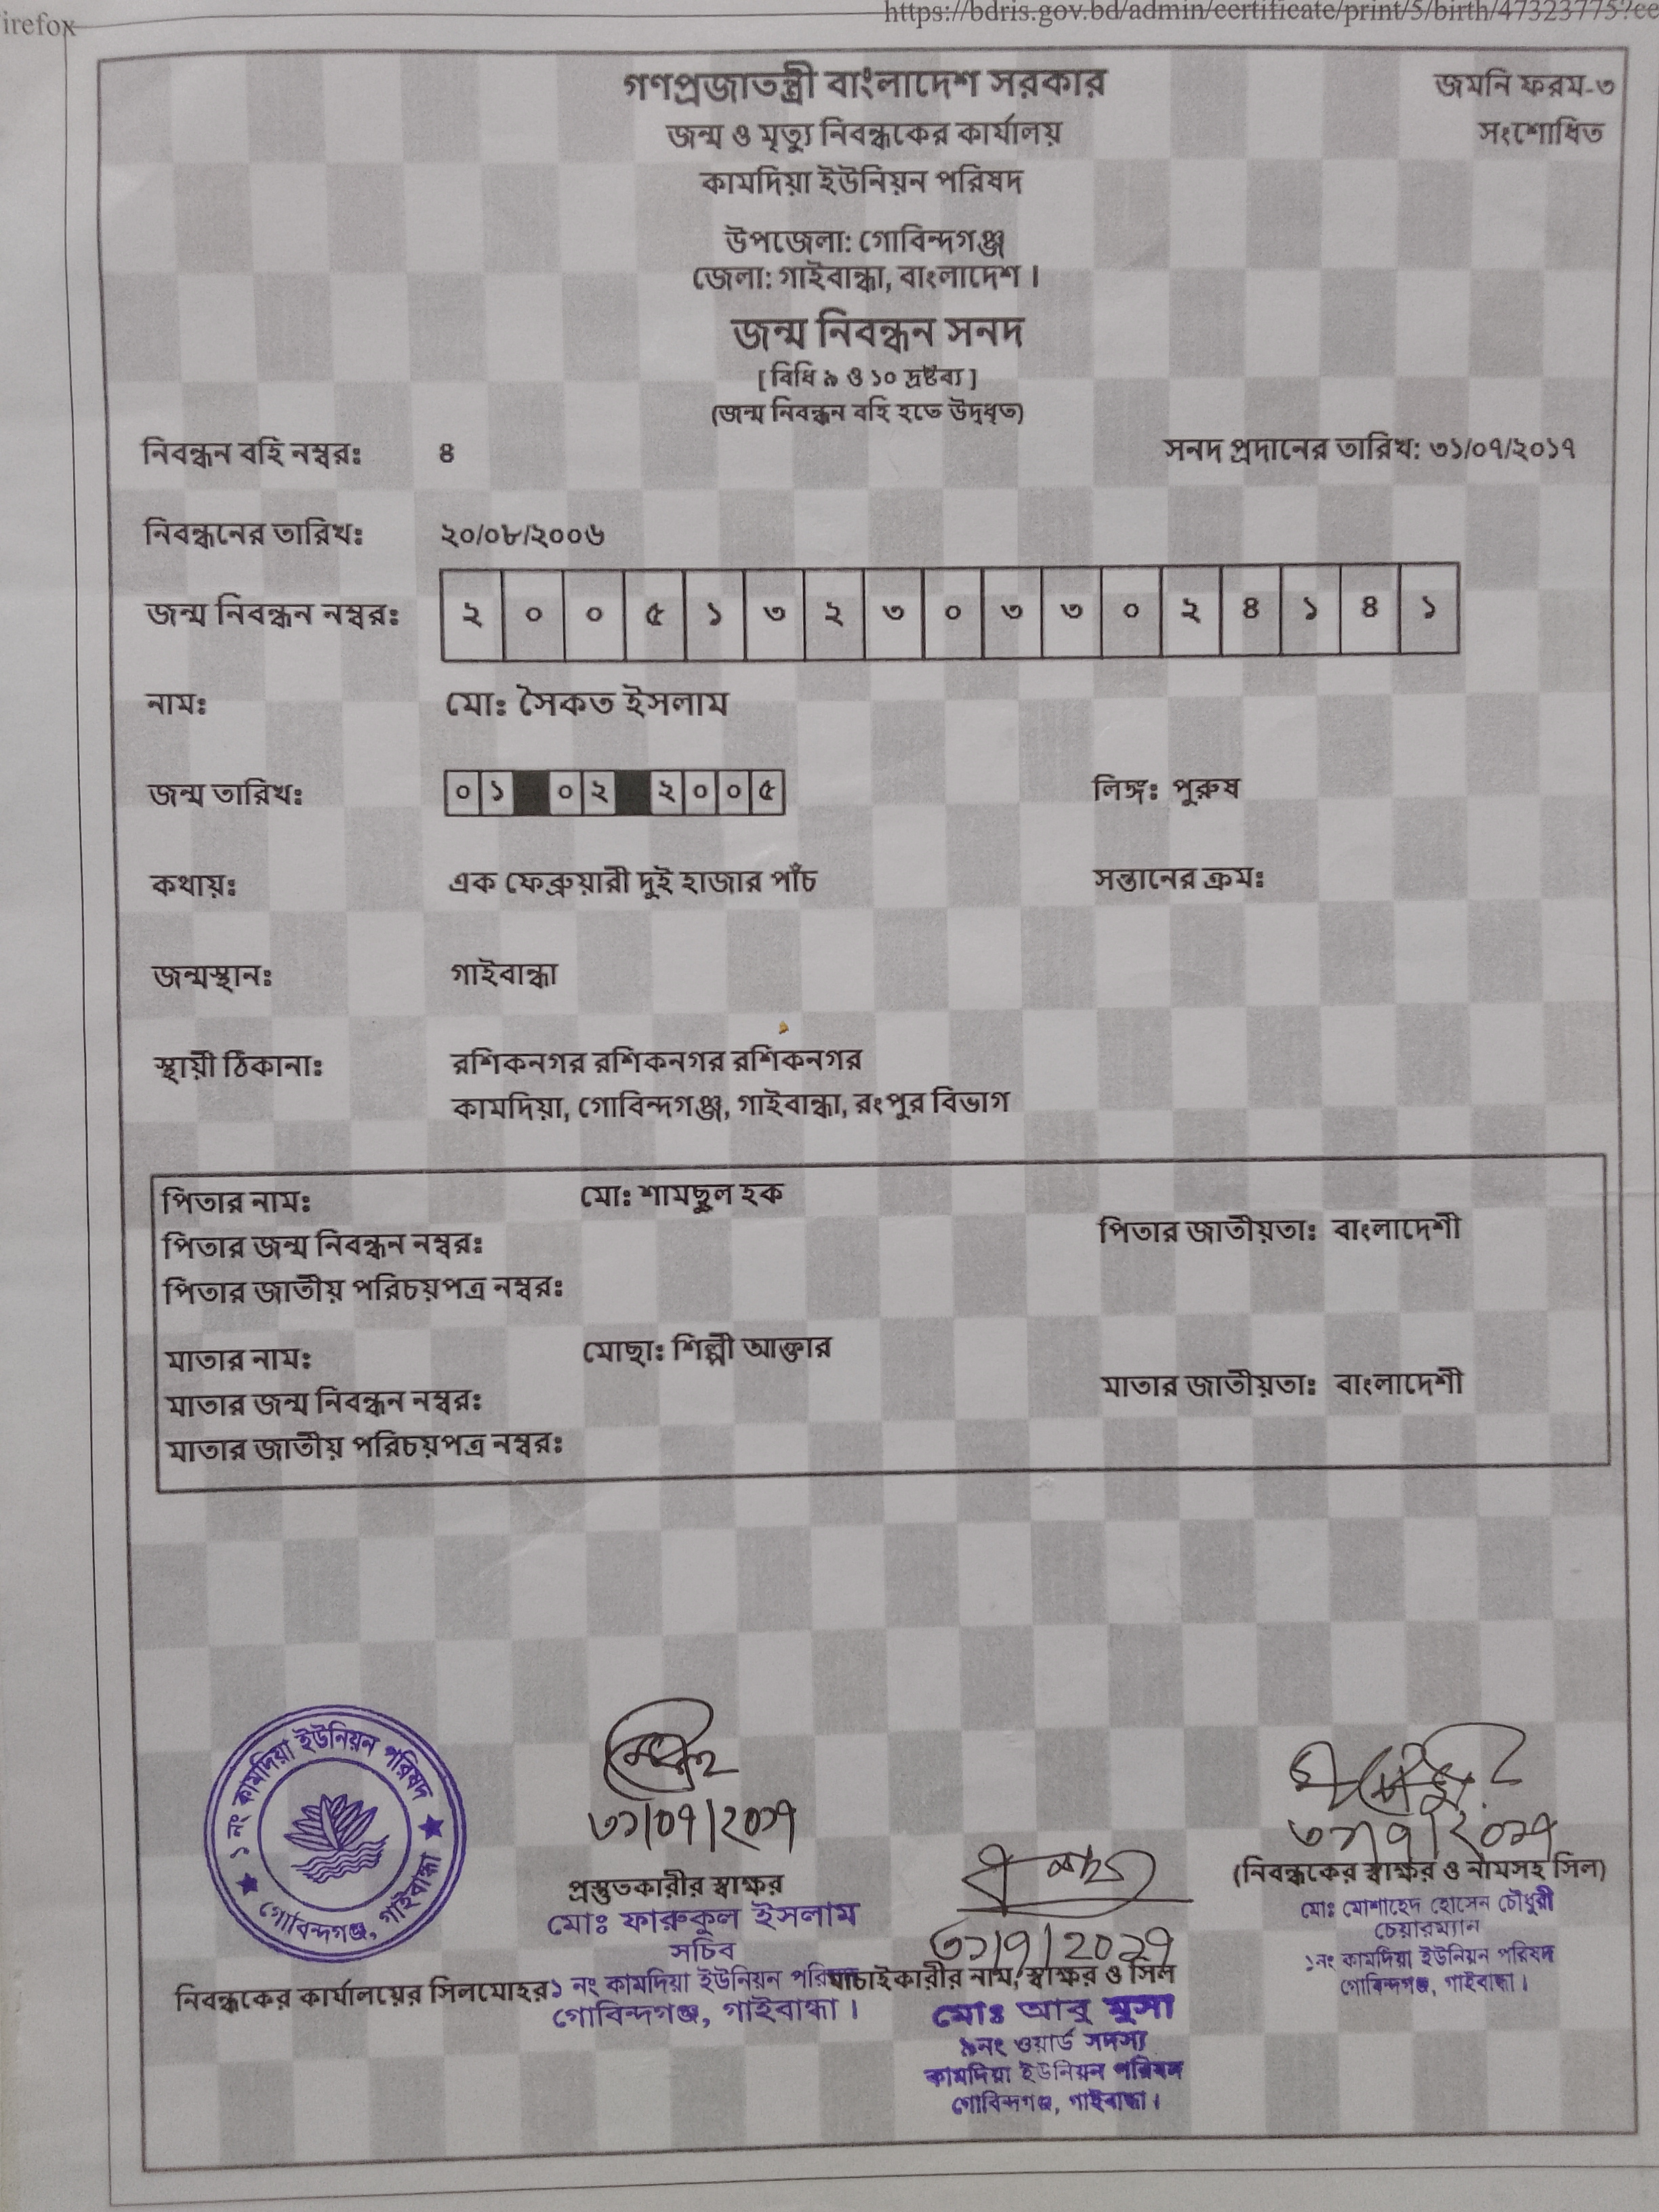 irefox
https://bdris.gov.bd/admin/certificate/print/5/birth/47323775?ce
গণপ্রজাতন্ত্রী বাংলাদেশ সরকার
জমনি ফরম-৩
জন্ম ও মৃত্যু নিবন্ধকের কার্যালয়
সংশোধিত
কামদিয়া ইউনিয়ন পরিষদ
উপজেলা: গোবিন্দগঞ্জ
জেলা: গাইবান্ধা, বাংলাদেশ।
জন্ম নিবন্ধন সনদ
[ বিধি ৯ ও ১০ দ্রষ্টব্য ]
(জন্ম নিবন্ধন বহি হতে উদ্ধৃত)
নিবন্ধন বহি নম্বরঃ ৪ সনদ প্রদানের তারিখ: ৩১/০৭/২০১৭
নিবন্ধনের তারিখঃ ২০/০৮/২০০৬
জন্ম নিবন্ধন নম্বরঃ ২ ০ ০ ৫ ১ ৩ ২ ৩ ০ ৩ ৩ ০ ২ ৪ ১ ৪ ১
নামঃ মোঃ সৈকত ইসলাম
জন্ম তারিখঃ ০ ১ ০ ২ ২ ০ ০ ৫ লিঙ্গঃ পুরুষ
কথায়ঃ এক ফেব্রুয়ারী দুই হাজার পাঁচ সন্তানের ক্রমঃ
জন্মস্থানঃ গাইবান্ধা
স্থায়ী ঠিকানাঃ রশিকনগর রশিকনগর রশিকনগর
কামদিয়া, গোবিন্দগঞ্জ, গাইবান্ধা, রংপুর বিভাগ
পিতার নামঃ মোঃ শামছুল হক
পিতার জন্ম নিবন্ধন নম্বরঃ পিতার জাতীয়তাঃ বাংলাদেশী
পিতার জাতীয় পরিচয়পত্র নম্বরঃ
মাতার নামঃ মোছাঃ শিল্পী আক্তার
মাতার জন্ম নিবন্ধন নম্বরঃ মাতার জাতীয়তাঃ বাংলাদেশী
মাতার জাতীয় পরিচয়পত্র নম্বরঃ
১ নং কামদিয়া ইউনিয়ন পরিষদ
গোবিন্দগঞ্জ, গাইবান্ধা
নিবন্ধকের কার্যালয়ের সিলমোহর
৩১/০৭/২০১৭
প্রস্তুতকারীর স্বাক্ষর
মোঃ ফারুকুল ইসলাম
সচিব
১ নং কামদিয়া ইউনিয়ন পরিষদ
গোবিন্দগঞ্জ, গাইবান্ধা।
৩১/৭/২০১৭
যাচাইকারীর নাম, স্বাক্ষর ও সিল
মোঃ আবু মুসা
৯নং ওয়ার্ড সদস্য
কামদিয়া ইউনিয়ন পরিষদ
গোবিন্দগঞ্জ, গাইবান্ধা।
৩১/৭/২০১৭
(নিবন্ধকের স্বাক্ষর ও নামসহ সিল)
মোঃ মোশাহেদ হোসেন চৌধুরী
চেয়ারম্যান
১নং কামদিয়া ইউনিয়ন পরিষদ
গোবিন্দগঞ্জ, গাইবান্ধা।